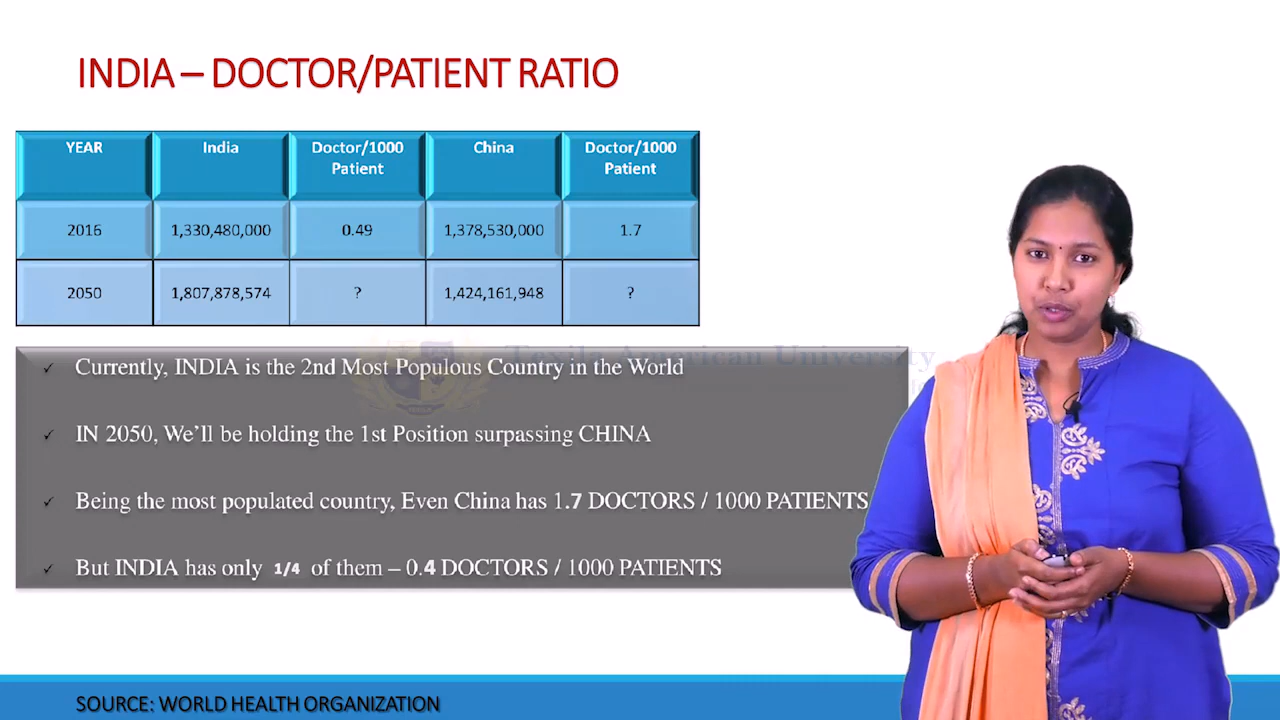 INDIA – DOCTOR/PATIENT RATIO
YEAR India Doctor/1000 Patient China Doctor/1000 Patient
2016 1,330,480,000 0.49 1,378,530,000 1.7
2050 1,807,878,574 ? 1,424,161,948 ?
Texila American University
Currently, INDIA is the 2nd Most Populous Country in the World
IN 2050, We'll be holding the 1st Position surpassing CHINA
Being the most populated country, Even China has 1.7 DOCTORS / 1000 PATIENTS
But INDIA has only 1/4 of them – 0.4 DOCTORS / 1000 PATIENTS
SOURCE: WORLD HEALTH ORGANIZATION